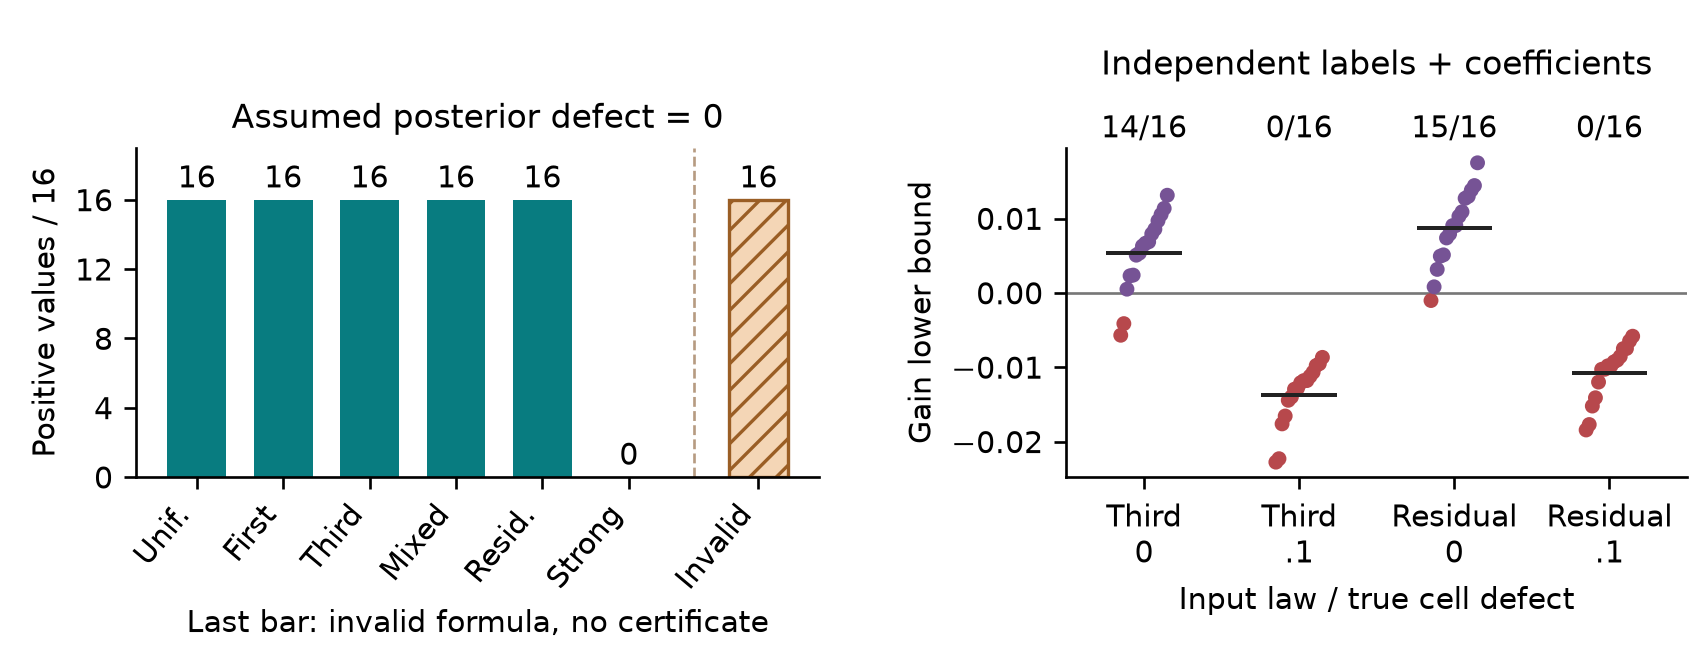 Assumed posterior defect = 0
Positive values / 16
16
12
8
4
0
16
16
16
16
16
0
16
Unif.
First
Third
Mixed
Resid.
Strong
Invalid
Last bar: invalid formula, no certificate
Independent labels + coefficients
14/16
0/16
15/16
0/16
Gain lower bound
0.01
0.00
−0.01
−0.02
Third
0
Third
.1
Residual
0
Residual
.1
Input law / true cell defect